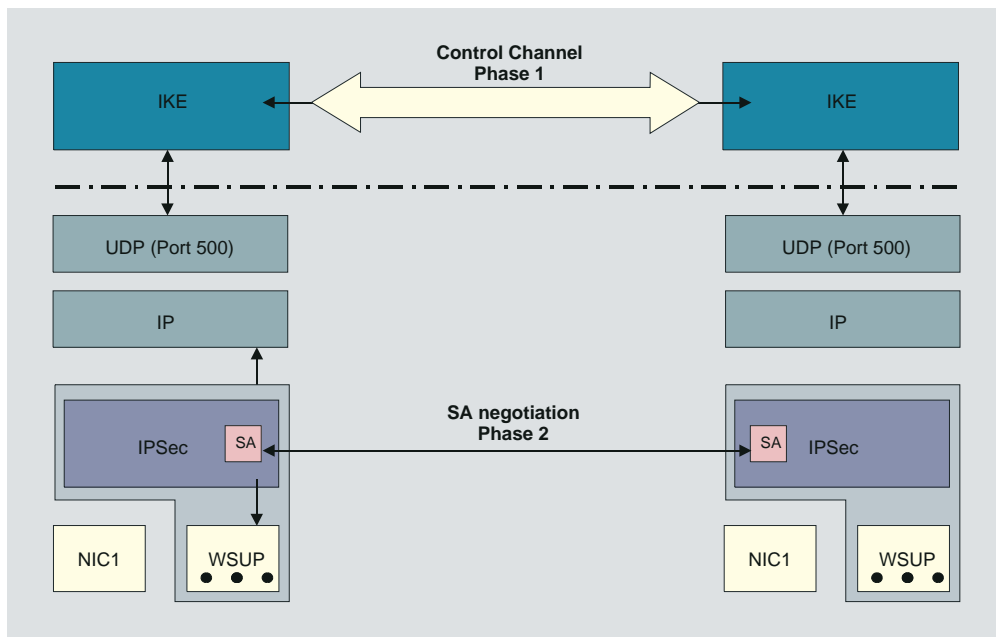 Control Channel
Phase 1
IKE
IKE
UDP (Port 500)
UDP (Port 500)
IP
IP
SA negotiation
Phase 2
IPSec
SA
SA
IPSec
NIC1
WSUP
NIC1
WSUP